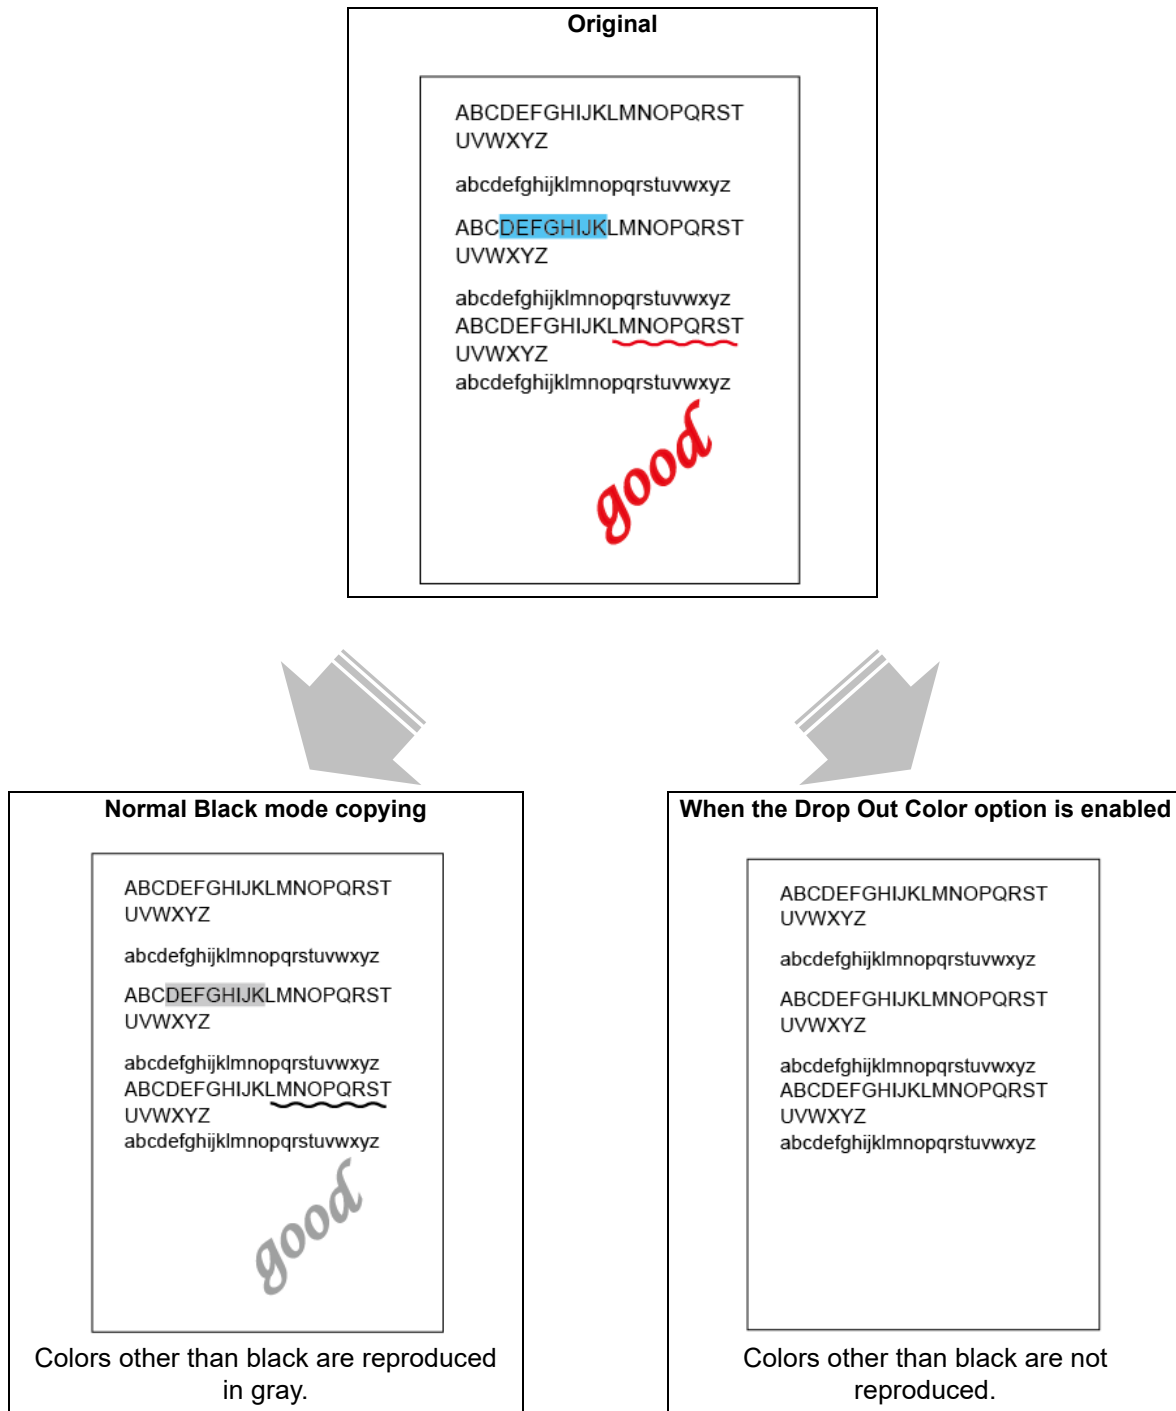 Original
ABCDEFGHIJKLMNOPQRST
UVWXYZ
abcdefghijklmnopqrstuvwxyz
ABCDEFGHIJKLMNOPQRST
UVWXYZ
abcdefghijklmnopqrstuvwxyz
ABCDEFGHIJKLMNOPQRST
UVWXYZ
abcdefghijklmnopqrstuvwxyz
good
Normal Black mode copying
ABCDEFGHIJKLMNOPQRST
UVWXYZ
abcdefghijklmnopqrstuvwxyz
ABCDEFGHIJKLMNOPQRST
UVWXYZ
abcdefghijklmnopqrstuvwxyz
ABCDEFGHIJKLMNOPQRST
UVWXYZ
abcdefghijklmnopqrstuvwxyz
good
Colors other than black are reproduced
in gray.
When the Drop Out Color option is enabled
ABCDEFGHIJKLMNOPQRST
UVWXYZ
abcdefghijklmnopqrstuvwxyz
ABCDEFGHIJKLMNOPQRST
UVWXYZ
abcdefghijklmnopqrstuvwxyz
ABCDEFGHIJKLMNOPQRST
UVWXYZ
abcdefghijklmnopqrstuvwxyz
Colors other than black are not
reproduced.